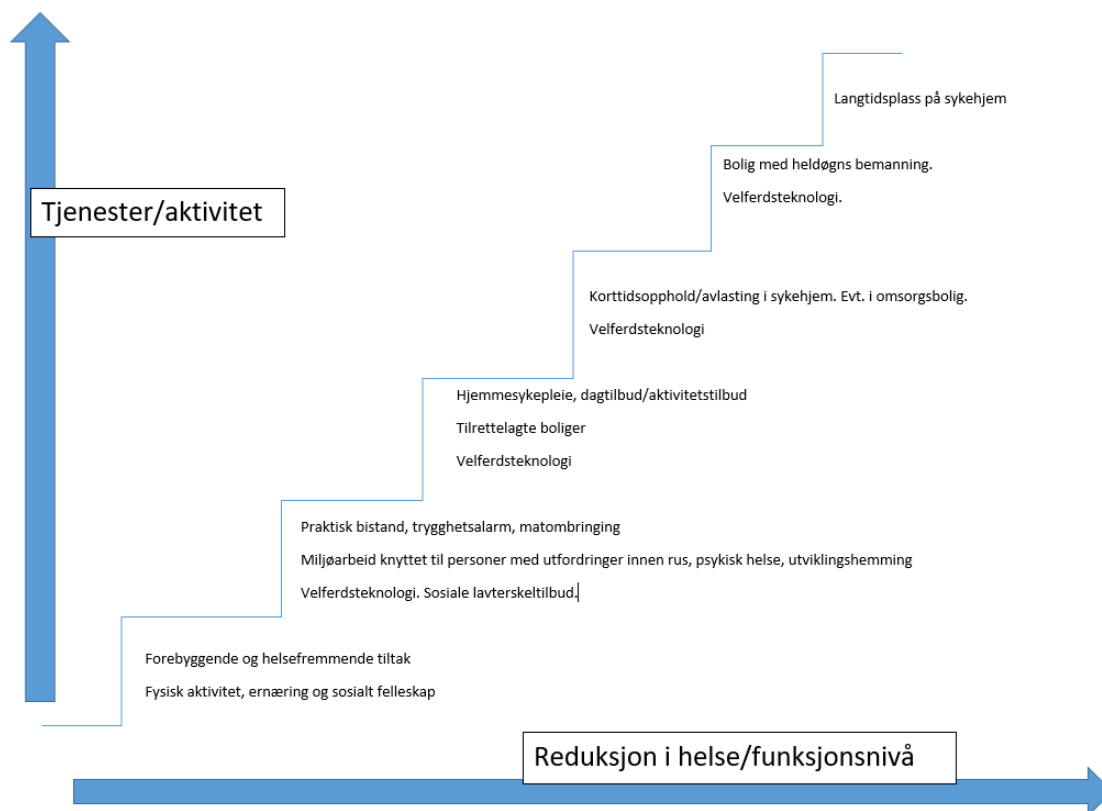 Langtidsplass på sykehjem
Bolig med heldøgns bemanning.
Velferdsteknologi.
Tjenester/aktivitet
Korttidsopphold/avlasting i sykehjem. Evt. i omsorgsbolig.
Velferdsteknologi
Hjemmesykepleie, dagtilbud/aktivitetstilbud
Tilrettelagte boliger
Velferdsteknologi
Praktisk bistand, trygghetsalarm, matombringing
Miljøarbeid knyttet til personer med utfordringer innen rus, psykisk helse, utviklingshemming
Velferdsteknologi. Sosiale lavterskeltilbud.
Forebyggende og helsefremmende tiltak
Fysisk aktivitet, ernæring og sosialt felleskap
Reduksjon i helse/funksjonsnivå